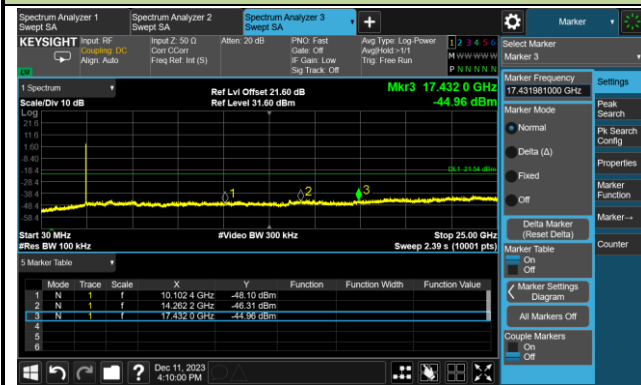 Spectrum Analyzer 1 Spectrum Analyzer 2 Spectrum Analyzer 3 Marker
Swept SA Swept SA Swept SA
KEYSIGHT Input: RF Input Z: 50 Ω Atten: 20 dB PNO: Fast Avg Type: Log-Power 1 2 3 4 5 6 Select Marker
Coupling: DC Corr CCorr Gate: Off Avg|Hold:>1/1 M W W W W W Marker 3
Align: Auto Freq Ref: Int (S) IF Gain: Low Trig: Free Run P N N N N N
Sig Track: Off
1 Spectrum Mkr3 17.432 0 GHz Marker Frequency Settings
Ref Lvl Offset 21.60 dB 17.431981000 GHz
Scale/Div 10 dB Ref Level 31.60 dBm -44.96 dBm Marker Mode Peak Search
Log
21.6
11.6 Normal Pk Search Config
1.60
-8.40 Delta (Δ) Properties
-18.4 DL1 -21.54 dBm
-28.4 Fixed Marker Function
-38.4 1 2 3
-48.4 Off Marker→
-58.4
Start 30 MHz #Video BW 300 kHz Stop 25.00 GHz Delta Marker (Reset Delta) Counter
#Res BW 100 kHz Sweep 2.39 s (10001 pts)
5 Marker Table Marker Table
On
Off
Mode Trace Scale X Y Function Function Width Function Value
1 N 1 f 10.102 4 GHz -48.10 dBm Marker Settings Diagram
2 N 1 f 14.262 2 GHz -46.31 dBm
3 N 1 f 17.432 0 GHz -44.96 dBm All Markers Off
4
5 Couple Markers
6 On
Off
? Dec 11, 2023
4:10:00 PM